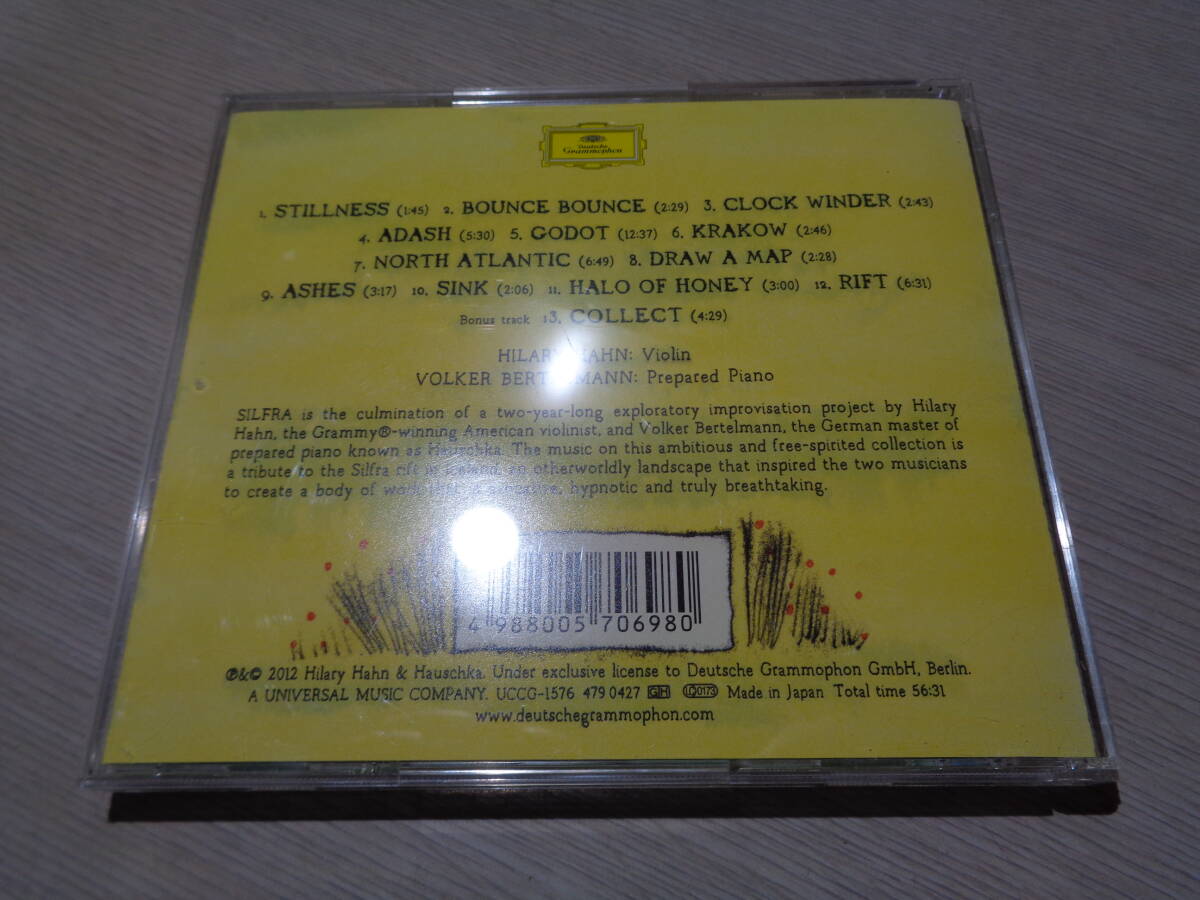 Deutsche
Grammophon
1. STILLNESS (1:45) 2. BOUNCE BOUNCE (2:29) 3. CLOCK WINDER (2:43)
4. ADASH (5:30) 5. GODOT (12:37) 6. KRAKOW (2:46)
7. NORTH ATLANTIC (6:49) 8. DRAW A MAP (2:28)
9. ASHES (3:17) 10. SINK (2:06) 11. HALO OF HONEY (3:00) 12. RIFT (6:31)
Bonus track 13. COLLECT (4:29)
HILARY HAHN: Violin
VOLKER BERTELMANN: Prepared Piano
SILFRA is the culmination of a two-year-long exploratory improvisation project by Hilary
Hahn, the Grammy®-winning American violinist, and Volker Bertelmann, the German master of
prepared piano known as Hauschka. The music on this ambitious and free-spirited collection is
a tribute to the Silfra rift in Iceland, an otherworldly landscape that inspired the two musicians
to create a body of work that is hypnotic and truly breathtaking.
4 988005 706980
℗&© 2012 Hilary Hahn & Hauschka. Under exclusive license to Deutsche Grammophon GmbH, Berlin.
A UNIVERSAL MUSIC COMPANY. UCCG-1576 479 0427 GH LC0173 Made in Japan Total time 56:31
www.deutschegrammophon.com